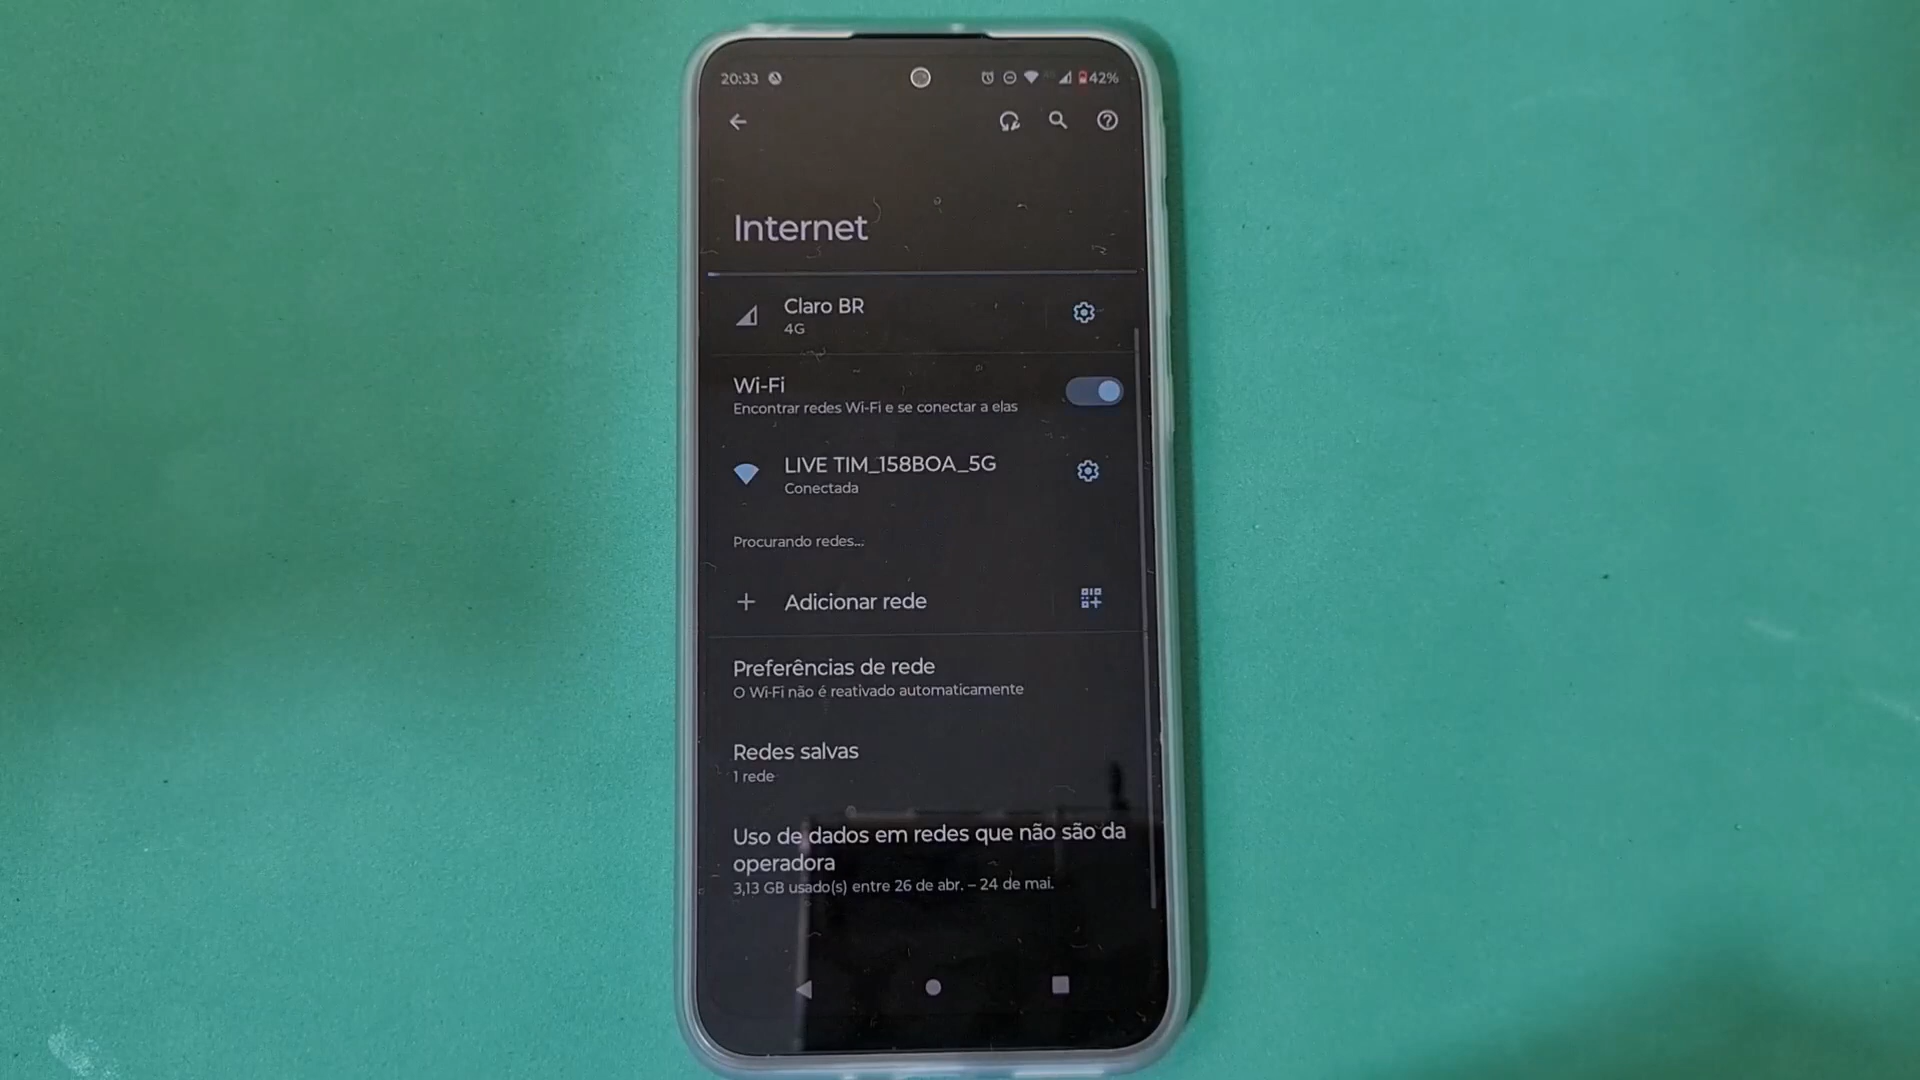 20:33
42%
Internet
Claro BR
4G
Wi-Fi
Encontrar redes Wi-Fi e se conectar a elas
LIVE TIM_158BOA_5G
Conectada
Procurando redes...
Adicionar rede
Preferências de rede
O Wi-Fi não é reativado automaticamente
Redes salvas
1 rede
Uso de dados em redes que não são da
operadora
3,13 GB usado(s) entre 26 de abr. – 24 de mai.